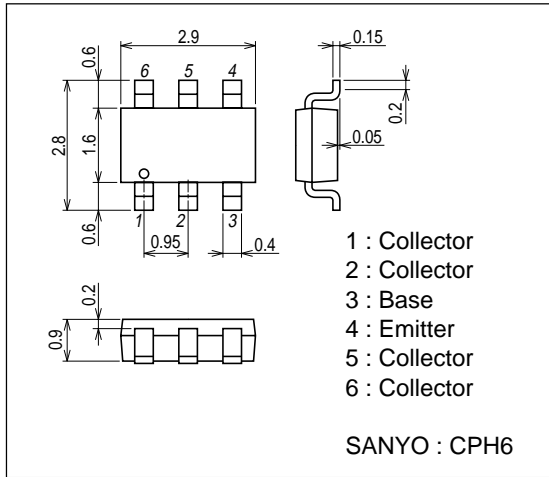 2.9
0.15
0.6
6
5
4
0.2
2.8
1.6
0.05
0.6
1
2
3
0.95
0.4
1 : Collector
2 : Collector
3 : Base
4 : Emitter
5 : Collector
6 : Collector
0.2
0.9
SANYO : CPH6